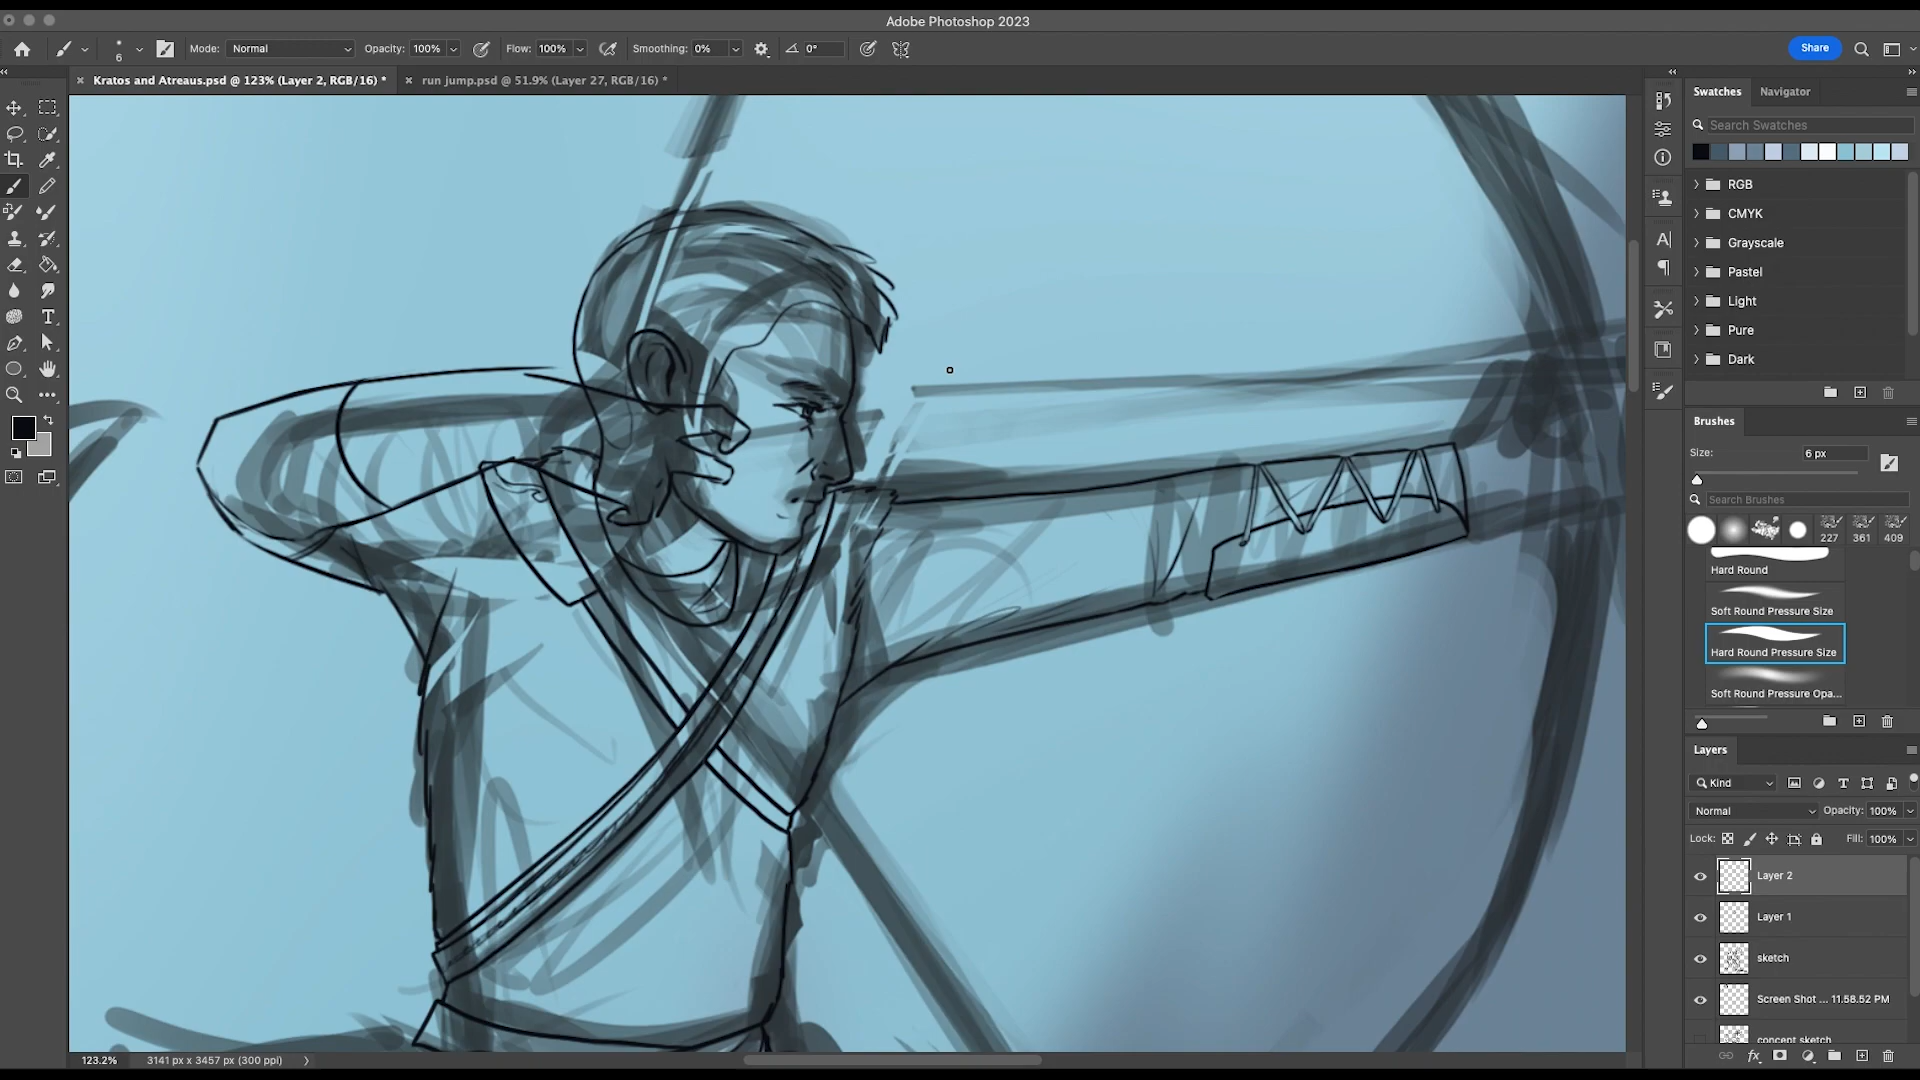 Adobe Photoshop 2023
6
Mode: Normal
Opacity: 100%
Flow: 100%
Smoothing: 0%
0°
Share
× Kratos and Atreaus.psd @ 123% (Layer 2, RGB/16) *
× run jump.psd @ 51.9% (Layer 27, RGB/16) *
Swatches Navigator
Search Swatches
RGB
CMYK
Grayscale
Pastel
Light
Pure
Dark
Brushes
Size: 6 px
Search Brushes
227 361 409
Hard Round
Soft Round Pressure Size
Hard Round Pressure Size
Soft Round Pressure Opa...
Layers
Kind
Normal Opacity: 100%
Lock: Fill: 100%
Layer 2
Layer 1
sketch
Screen Shot ... 11.58.52 PM
concept sketch
fx
123.2% 3141 px x 3457 px (300 ppi)